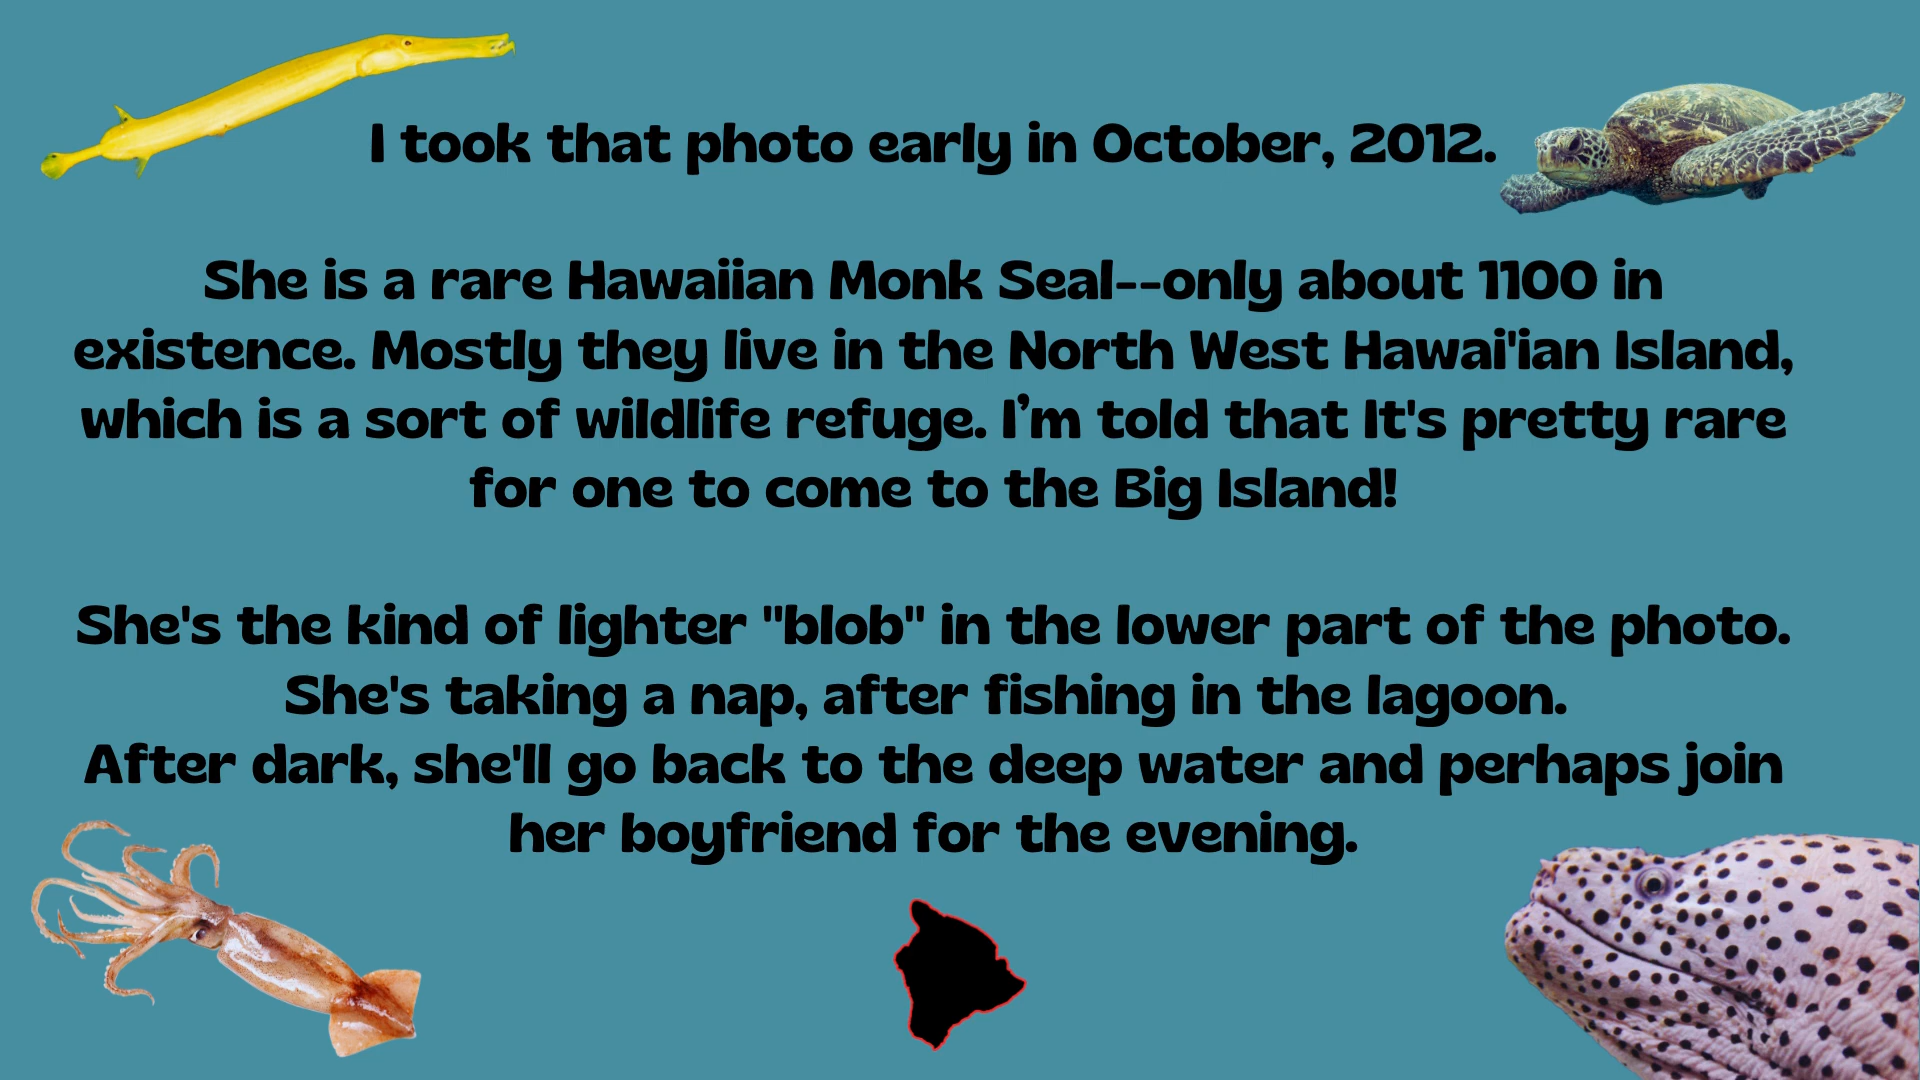 I took that photo early in October, 2012.
She is a rare Hawaiian Monk Seal--only about 1100 in
existence. Mostly they live in the North West Hawai'ian Island,
which is a sort of wildlife refuge. I’m told that It's pretty rare
for one to come to the Big Island!
She's the kind of lighter "blob" in the lower part of the photo.
She's taking a nap, after fishing in the lagoon.
After dark, she'll go back to the deep water and perhaps join
her boyfriend for the evening.